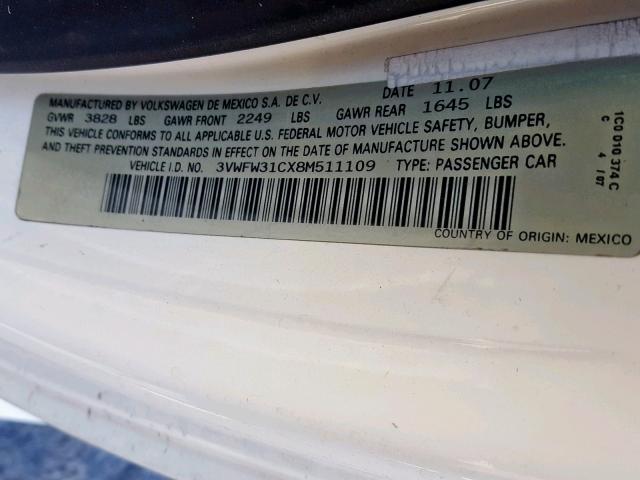 MANUFACTURED BY VOLKSWAGEN DE MEXICO S.A. DE C.V. DATE 11.07
GVWR 3828 LBS GAWR FRONT 2249 LBS GAWR REAR 1645 LBS
THIS VEHICLE CONFORMS TO ALL APPLICABLE U.S. FEDERAL MOTOR VEHICLE SAFETY, BUMPER,
AND THEFT PREVENTION STANDARDS IN EFFECT ON THE DATE OF MANUFACTURE SHOWN ABOVE.
VEHICLE I.D. NO. 3VWFW31CX8M511109 TYPE: PASSENGER CAR
COUNTRY OF ORIGIN: MEXICO
1C0 010 374 C
C 4 / 07